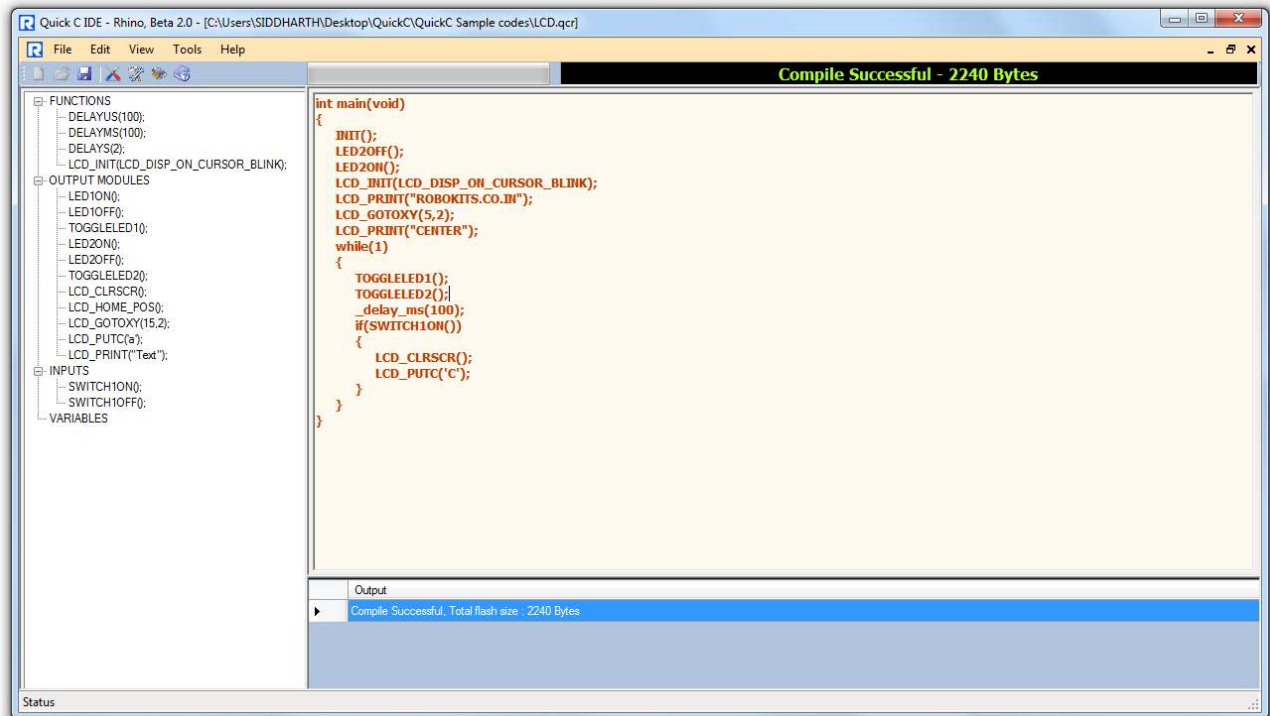 Quick C IDE - Rhino, Beta 2.0 - [C:\Users\SIDDHARTH\Desktop\QuickC\QuickC Sample codes\LCD.qcr]
File Edit View Tools Help
Compile Successful - 2240 Bytes
FUNCTIONS
DELAYUS(100);
DELAYMS(100);
DELAYS(2);
LCD_INIT(LCD_DISP_ON_CURSOR_BLINK);
OUTPUT MODULES
LED1ON();
LED1OFF();
TOGGLELED1();
LED2ON();
LED2OFF();
TOGGLELED2();
LCD_CLRSCR();
LCD_HOME_POS();
LCD_GOTOXY(15,2);
LCD_PUTC('a');
LCD_PRINT("Text");
INPUTS
SWITCH1ON();
SWITCH1OFF();
VARIABLES
int main(void)
{
INIT();
LED2OFF();
LED2ON();
LCD_INIT(LCD_DISP_ON_CURSOR_BLINK);
LCD_PRINT("ROBOKITS.CO.IN");
LCD_GOTOXY(5,2);
LCD_PRINT("CENTER");
while(1)
{
TOGGLELED1();
TOGGLELED2();
_delay_ms(100);
if(SWITCH1ON())
{
LCD_CLRSCR();
LCD_PUTC('C');
}
}
}
Output
Compile Successful, Total flash size : 2240 Bytes
Status